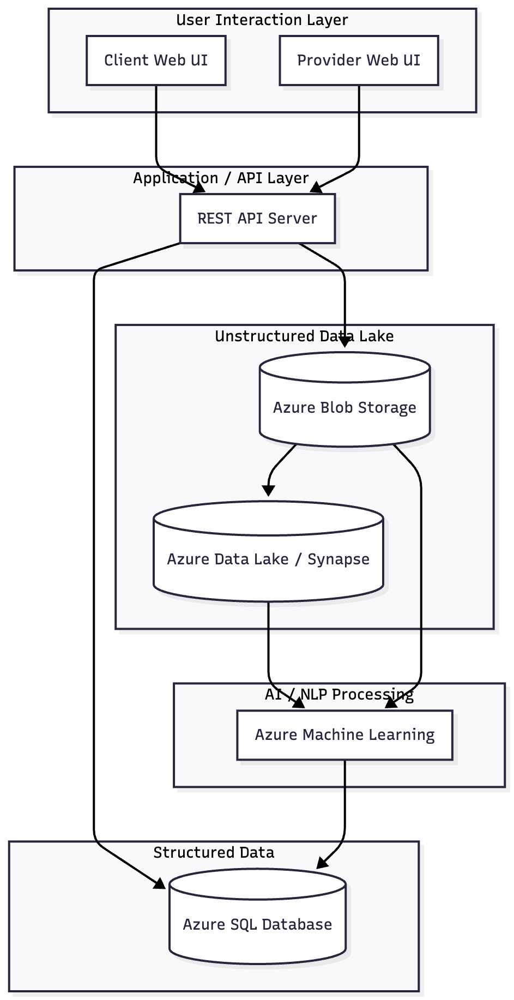 User Interaction Layer
Client Web UI
Provider Web UI
Application / API Layer
REST API Server
Unstructured Data Lake
Azure Blob Storage
Azure Data Lake / Synapse
AI / NLP Processing
Azure Machine Learning
Structured Data
Azure SQL Database